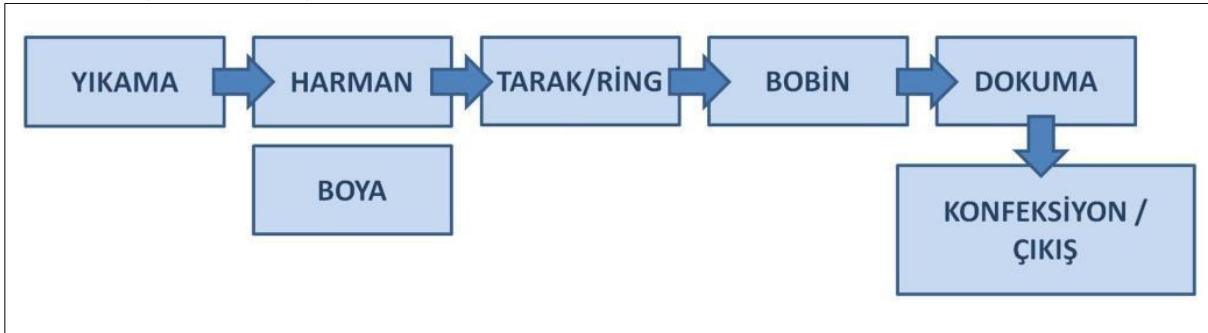 YIKAMA
HARMAN
TARAK/RİNG
BOBİN
DOKUMA
BOYA
KONFEKSİYON /
ÇIKIŞ